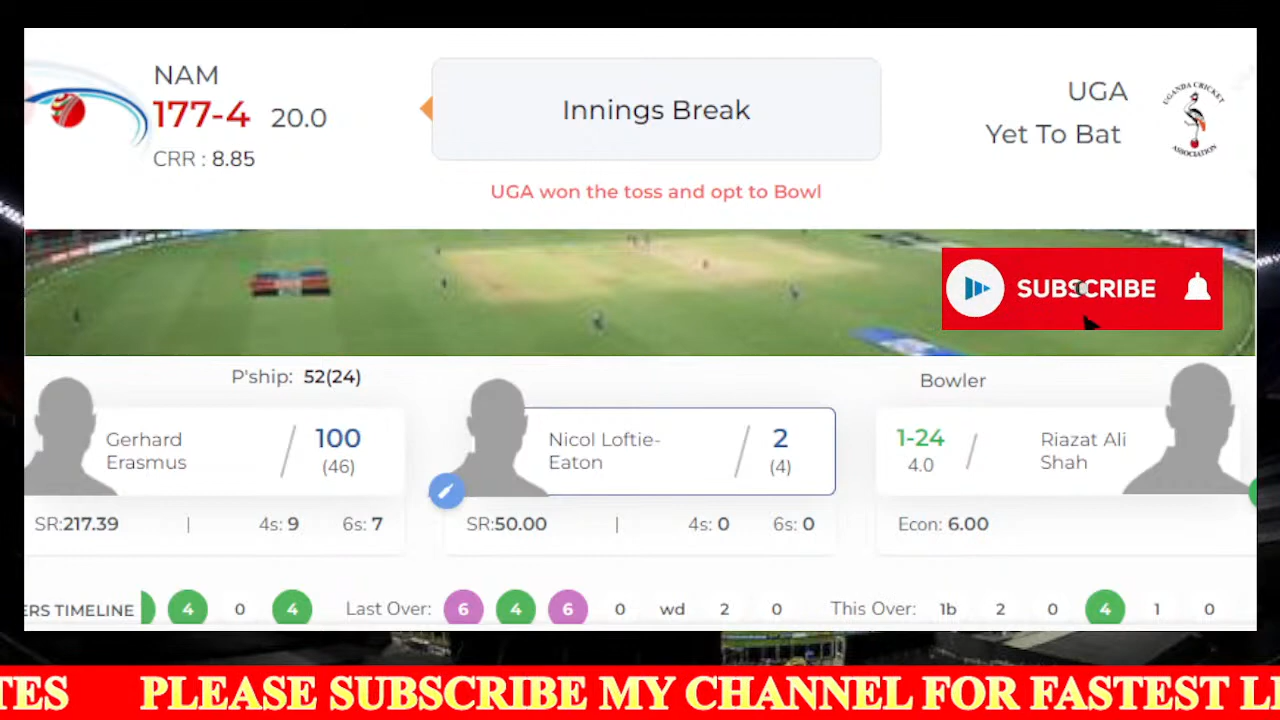 NAM
177-4 20.0
CRR : 8.85
Innings Break
UGA won the toss and opt to Bowl
UGA
Yet To Bat
UGANDA CRICKET
ASSOCIATION
SUBSCRIBE
P'ship: 52(24)
Bowler
Gerhard
Erasmus
100
(46)
Nicol Loftie-
Eaton
2
(4)
1-24
4.0
Riazat Ali
Shah
SR:217.39 | 4s: 9 6s: 7
SR:50.00 | 4s: 0 6s: 0
Econ: 6.00
ERS TIMELINE 4 0 4 Last Over: 6 4 6 0 wd 2 0 This Over: 1b 2 0 4 1 0
TES PLEASE SUBSCRIBE MY CHANNEL FOR FASTEST LI